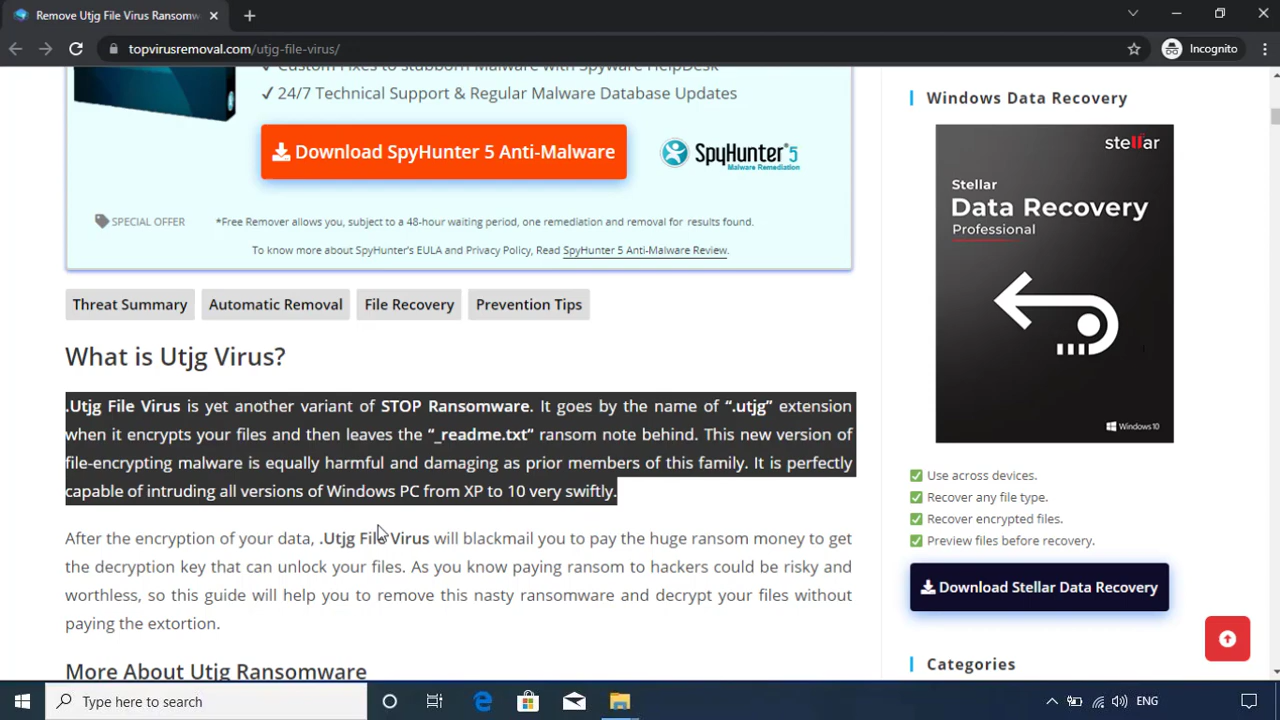 Remove Utjg File Virus Ransomw
topvirusremoval.com/utjg-file-virus/
Incognito
✓ Custom Fixes to stubborn Malware with Spyware HelpDesk
✓ 24/7 Technical Support & Regular Malware Database Updates
Download SpyHunter 5 Anti-Malware
SpyHunter®5
Malware Remediation
SPECIAL OFFER
*Free Remover allows you, subject to a 48-hour waiting period, one remediation and removal for results found.
To know more about SpyHunter's EULA and Privacy Policy, Read SpyHunter 5 Anti-Malware Review.
Threat Summary
Automatic Removal
File Recovery
Prevention Tips
What is Utjg Virus?
.Utjg File Virus is yet another variant of STOP Ransomware. It goes by the name of “.utjg” extension
when it encrypts your files and then leaves the “_readme.txt” ransom note behind. This new version of
file-encrypting malware is equally harmful and damaging as prior members of this family. It is perfectly
capable of intruding all versions of Windows PC from XP to 10 very swiftly.
After the encryption of your data, .Utjg File Virus will blackmail you to pay the huge ransom money to get
the decryption key that can unlock your files. As you know paying ransom to hackers could be risky and
worthless, so this guide will help you to remove this nasty ransomware and decrypt your files without
paying the extortion.
More About Utjg Ransomware
Windows Data Recovery
stellar
Stellar
Data Recovery
Professional
Windows 10
Use across devices.
Recover any file type.
Recover encrypted files.
Preview files before recovery.
Download Stellar Data Recovery
Categories
Type here to search
ENG